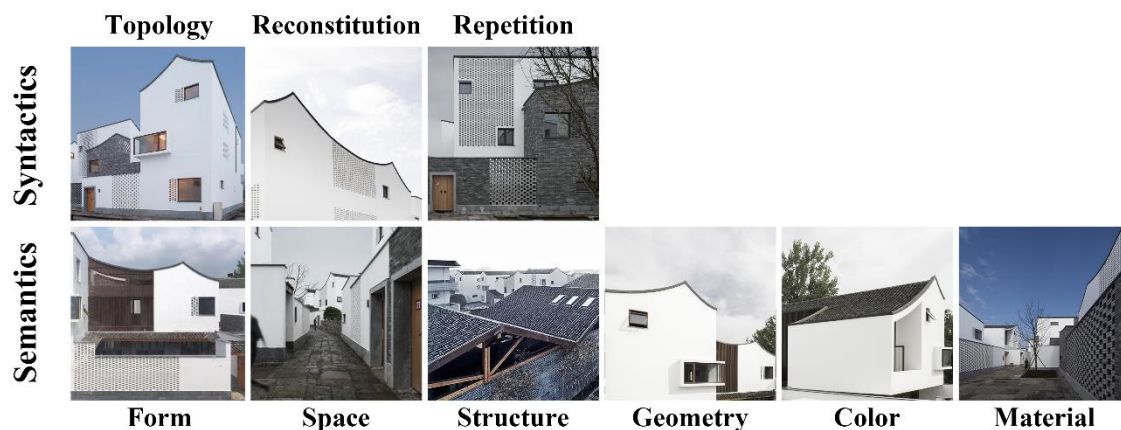 Topology Reconstitution Repetition
Syntactics
Semantics
Form Space Structure Geometry Color Material